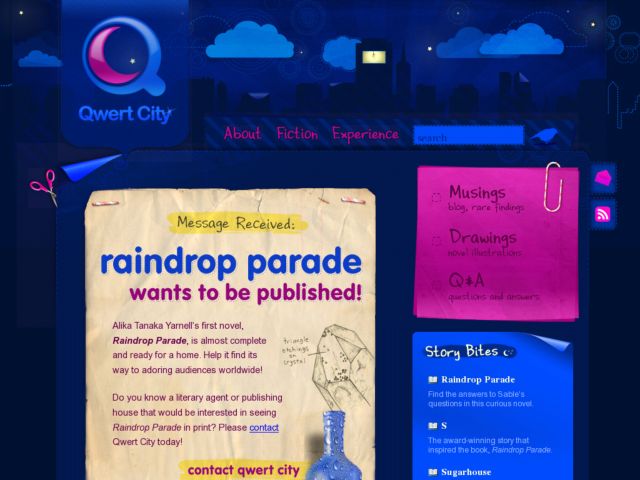 Qwert City
About Fiction Experience search
Message Received:
raindrop parade
wants to be published!
Alika Tanaka Yarnell's first novel,
Raindrop Parade, is almost complete
and ready for a home. Help it find its
way to adoring audiences worldwide!
triangle
etchings
on
crystal
Do you know a literary agent or publishing
house that would be interested in seeing
Raindrop Parade in print? Please contact
Qwert City today!
contact qwert city
Musings
blog, rare findings
Drawings
novel illustrations
Q&A
questions and answers
Story Bites
Raindrop Parade
Find the answers to Sable's
questions in this curious novel.
S
The award-winning story that
inspired the book, Raindrop Parade.
Sugarhouse